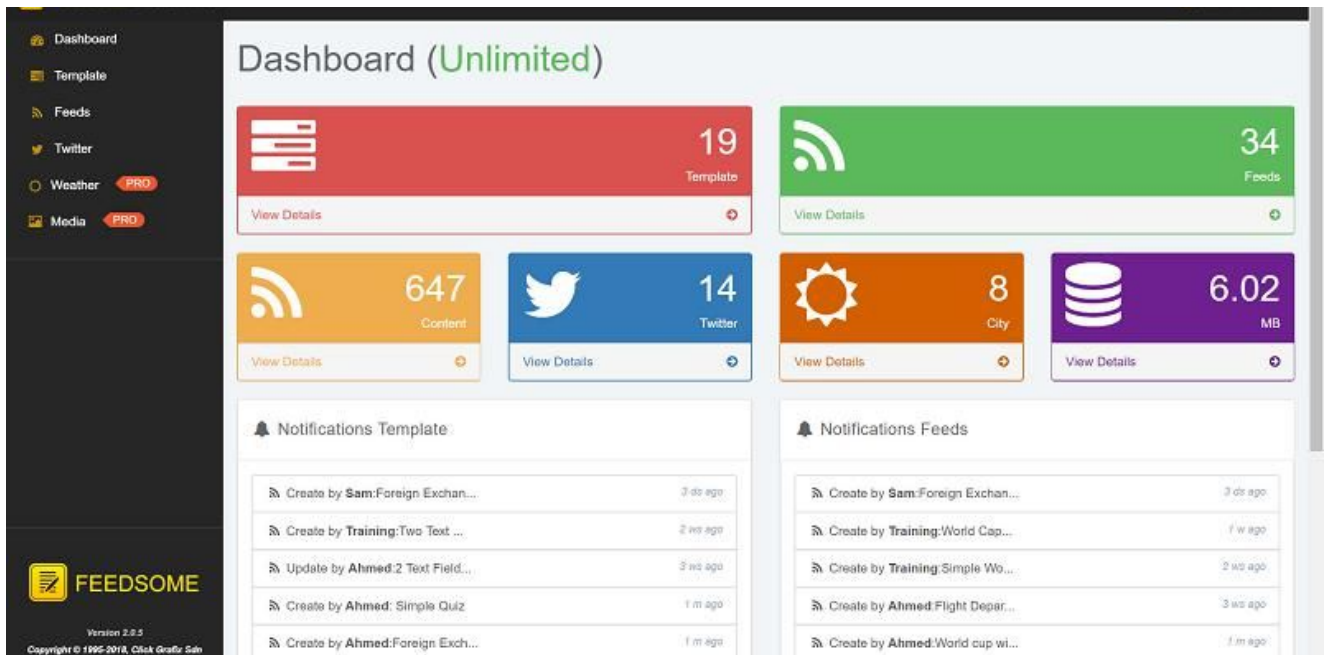 Dashboard
Template
Feeds
Twitter
Weather PRO
Media PRO
FEEDSOME
Version 2.0.5
Copyright © 1995-2018, Click Grafix Sdn
Dashboard (Unlimited)
19
Template
View Details
34
Feeds
View Details
647
Content
View Details
14
Twitter
View Details
8
City
View Details
6.02
MB
View Details
Notifications Template
Create by Sam:Foreign Exchan... 3 ds ago
Create by Training:Two Text ... 2 ws ago
Update by Ahmed:2 Text Field... 3 ws ago
Create by Ahmed: Simple Quiz 1 m ago
Create by Ahmed:Foreign Exch... 1 m ago
Notifications Feeds
Create by Sam:Foreign Exchan... 3 ds ago
Create by Training:World Cap... 1 w ago
Create by Training:Simple Wo... 2 ws ago
Create by Ahmed:Flight Depar... 3 ws ago
Create by Ahmed:World cup wi... 1 m ago